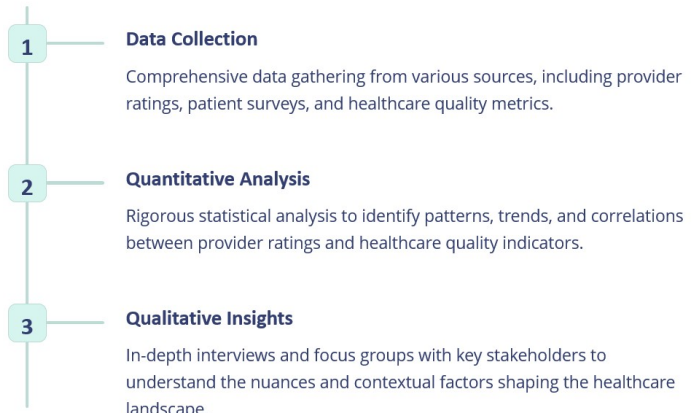 1
Data Collection
Comprehensive data gathering from various sources, including provider
ratings, patient surveys, and healthcare quality metrics.
2
Quantitative Analysis
Rigorous statistical analysis to identify patterns, trends, and correlations
between provider ratings and healthcare quality indicators.
3
Qualitative Insights
In-depth interviews and focus groups with key stakeholders to
understand the nuances and contextual factors shaping the healthcare
landscape